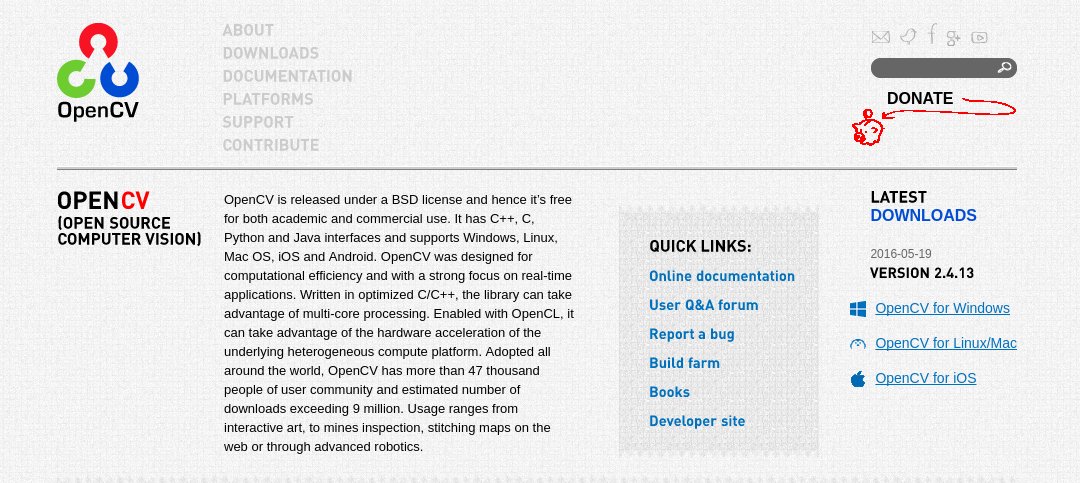 OpenCV
ABOUT
DOWNLOADS
DOCUMENTATION
PLATFORMS
SUPPORT
CONTRIBUTE
DONATE
OPENCV
(OPEN SOURCE
COMPUTER VISION)
OpenCV is released under a BSD license and hence it’s free
for both academic and commercial use. It has C++, C,
Python and Java interfaces and supports Windows, Linux,
Mac OS, iOS and Android. OpenCV was designed for
computational efficiency and with a strong focus on real-time
applications. Written in optimized C/C++, the library can take
advantage of multi-core processing. Enabled with OpenCL, it
can take advantage of the hardware acceleration of the
underlying heterogeneous compute platform. Adopted all
around the world, OpenCV has more than 47 thousand
people of user community and estimated number of
downloads exceeding 9 million. Usage ranges from
interactive art, to mines inspection, stitching maps on the
web or through advanced robotics.
QUICK LINKS:
Online documentation
User Q&A forum
Report a bug
Build farm
Books
Developer site
LATEST
DOWNLOADS
2016-05-19
VERSION 2.4.13
OpenCV for Windows
OpenCV for Linux/Mac
OpenCV for iOS